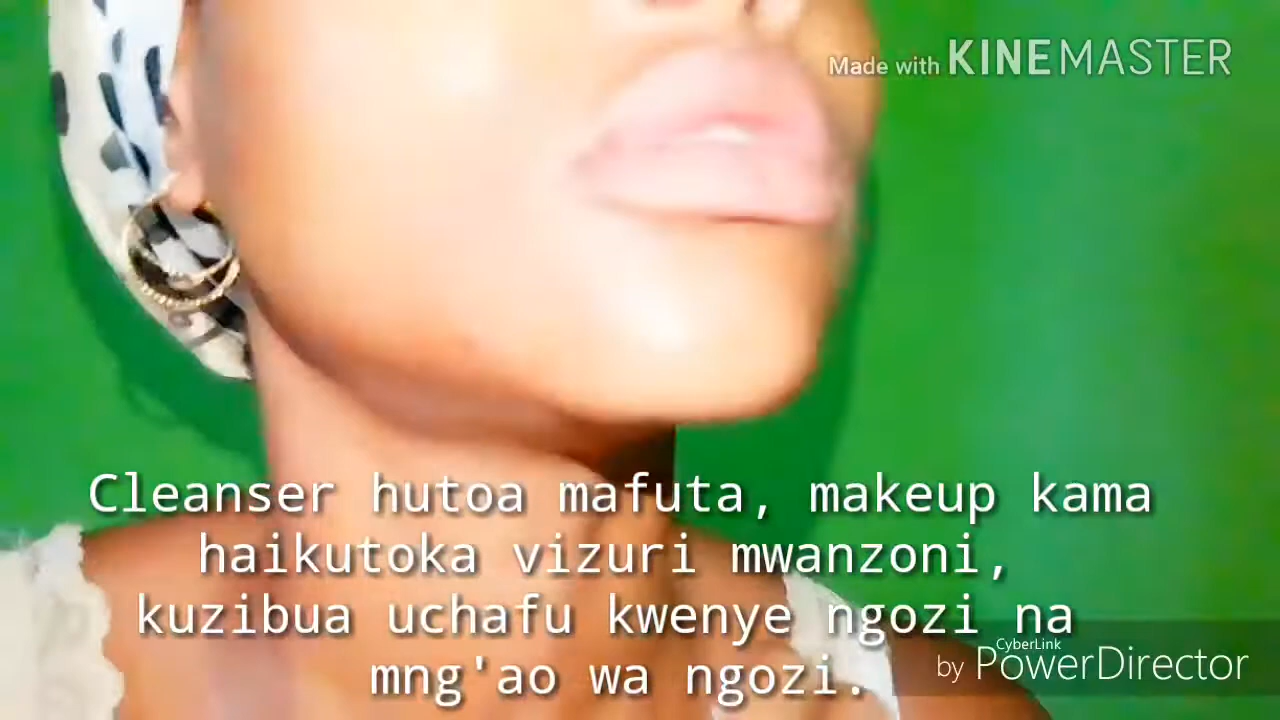 Made with KINEMASTER
Cleanser hutoa mafuta, makeup kama
haikutoka vizuri mwanzoni,
kuzibua uchafu kwenye ngozi na
mng'ao wa ngozi.
CyberLink
by PowerDirector